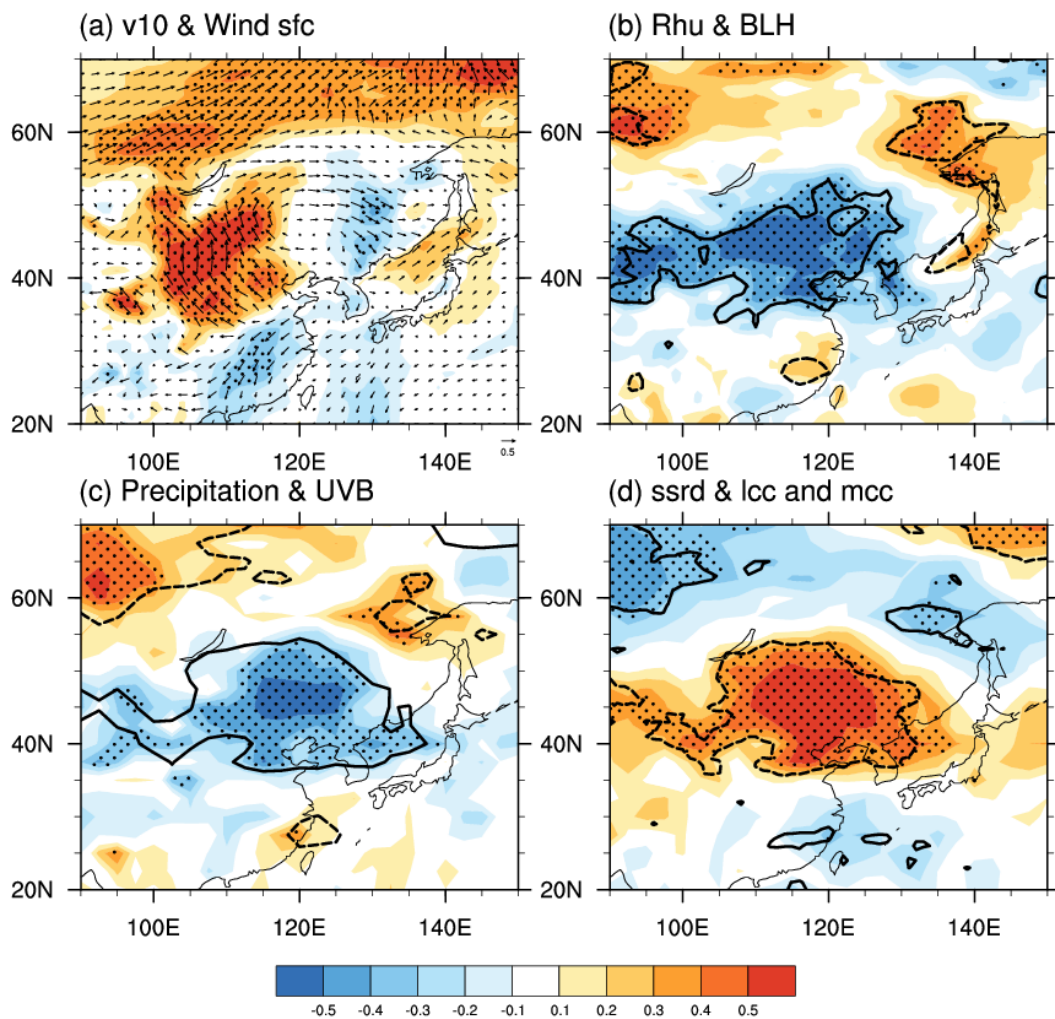 (a) v10 & Wind sfc
(b) Rhu & BLH
60N
40N
20N
100E 120E 140E
0.5
60N
40N
20N
100E 120E 140E
(c) Precipitation & UVB
(d) ssrd & lcc and mcc
60N
40N
20N
100E 120E 140E
60N
40N
20N
100E 120E 140E
-0.5 -0.4 -0.3 -0.2 -0.1 0.1 0.2 0.3 0.4 0.5